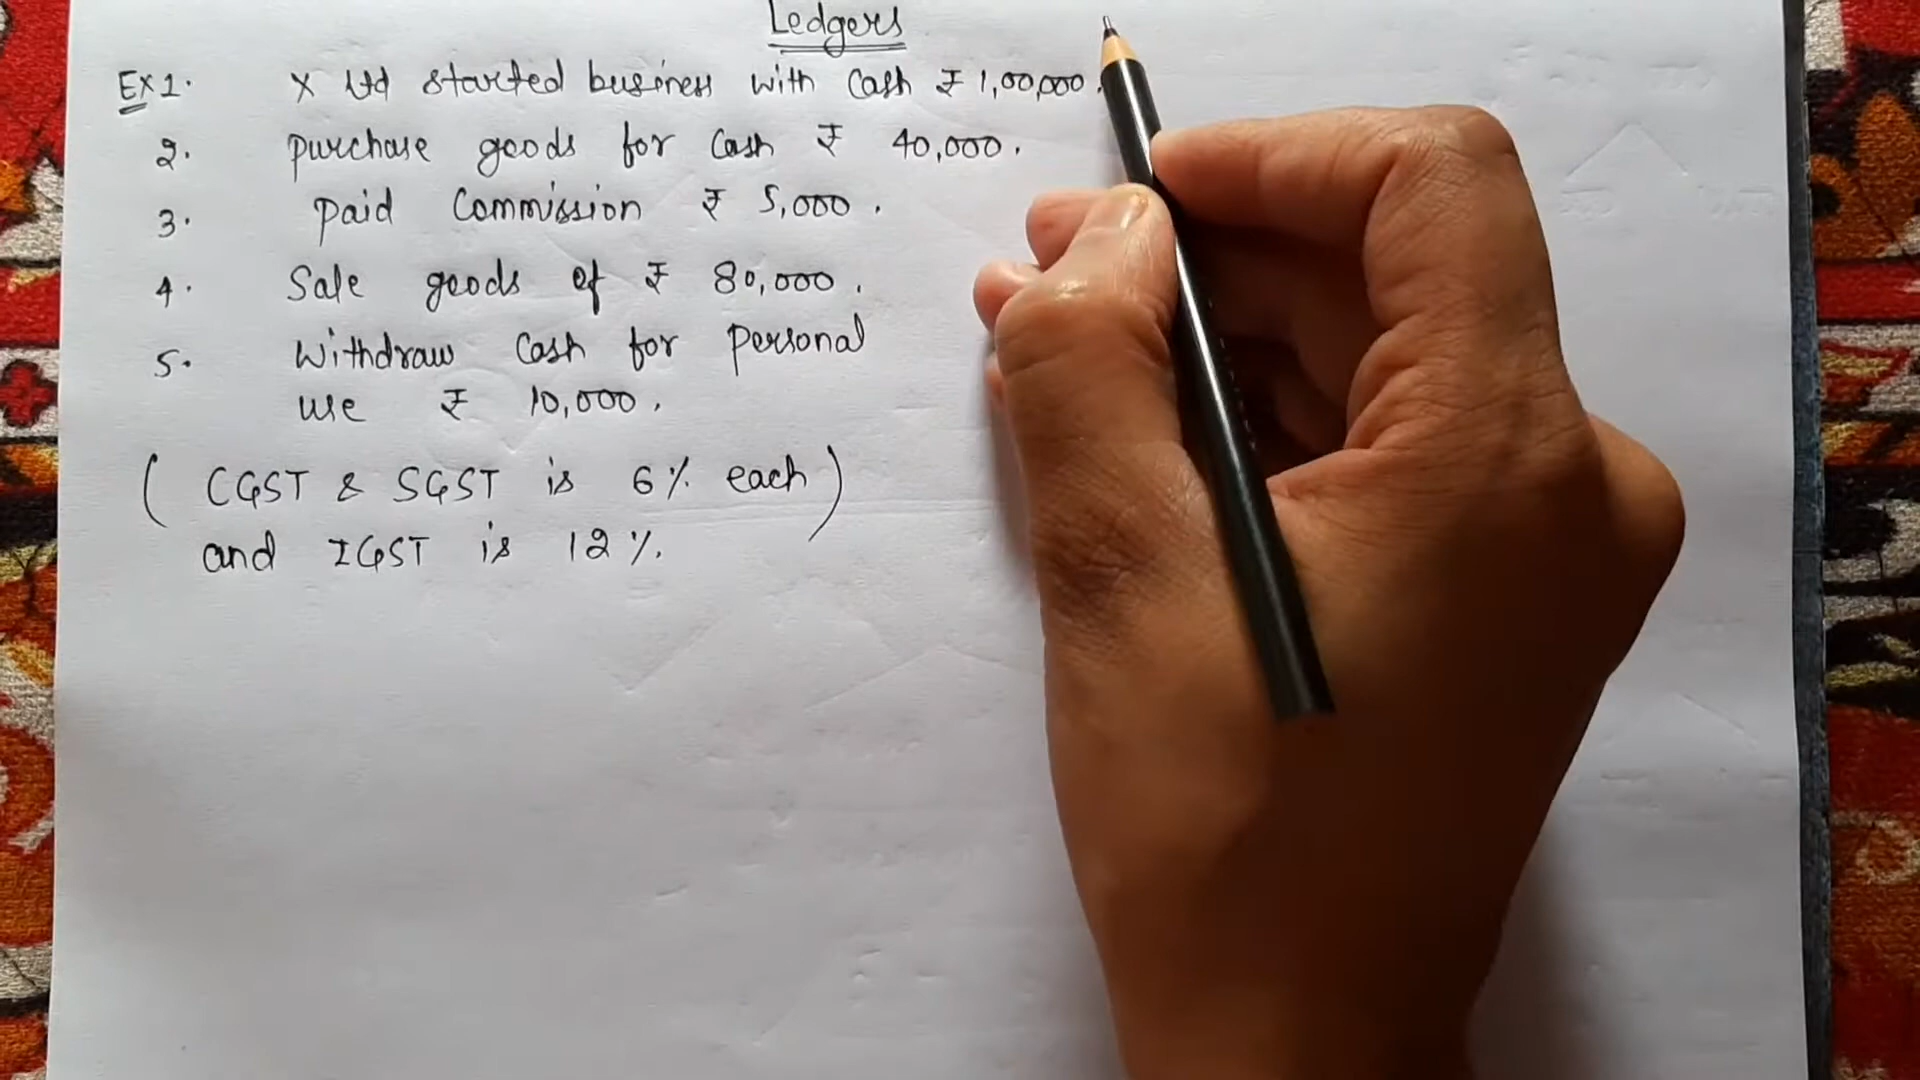 Ledgers
Ex 1. X Ltd started business with Cash ₹ 1,00,000.
2. purchase goods for Cash ₹ 40,000.
3. paid Commission ₹ 5,000.
4. Sale goods of ₹ 80,000.
5. Withdraw Cash for personal
use ₹ 10,000.
( CGST & SGST is 6% each )
and IGST is 12%.